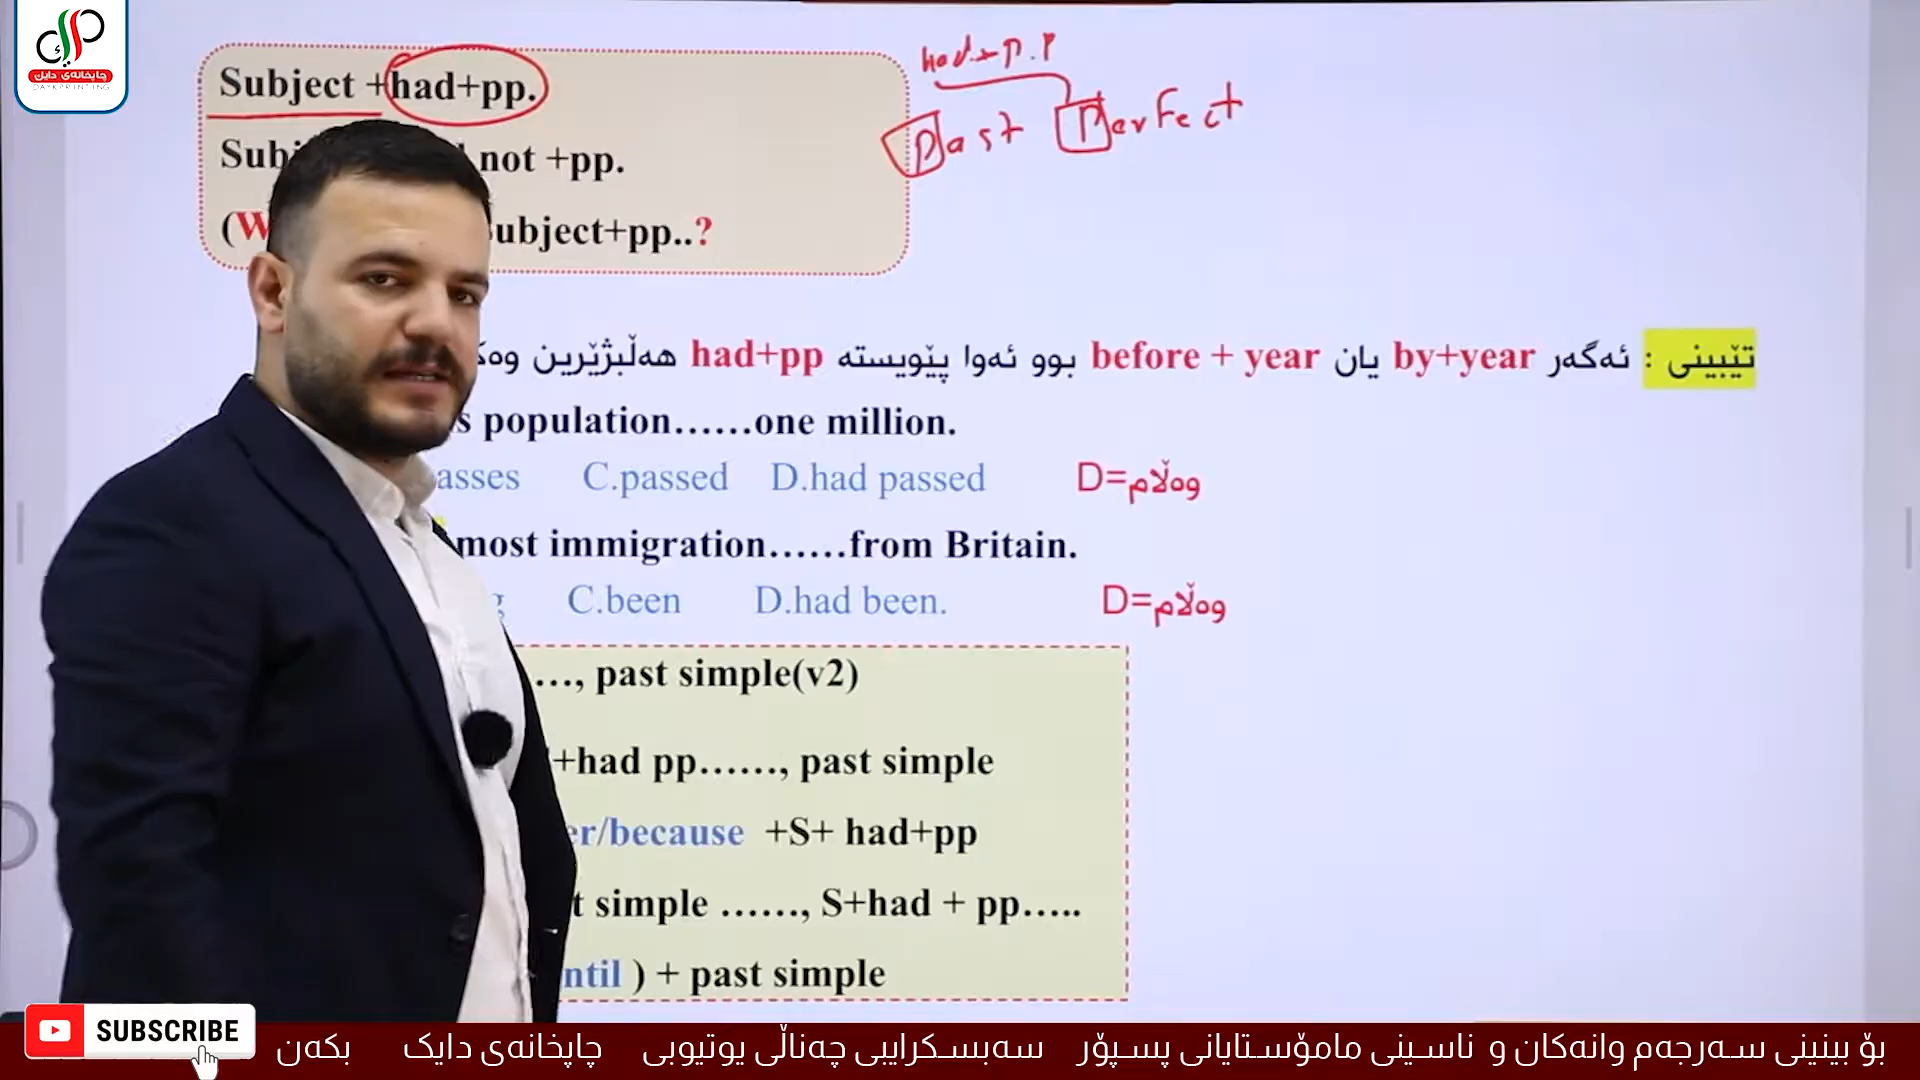 چاپخانەی دایک
DAYKPRINTING
Subject +had+pp.
had+p.p
Past Perfect
not +pp.
ubject+pp..?
تێبینی : ئەگەر by+year یان before + year بوو ئەوا پێویستە had+pp هەڵبژێرین
population……one million.
asses C.passed D.had passed وەڵام=D
most immigration……from Britain.
C.been D.had been. وەڵام=D
…, past simple(v2)
+had pp……, past simple
er/because +S+ had+pp
simple ……, S+had + pp…..
ntil ) + past simple
SUBSCRIBE
بۆ بینینی سەرجەم وانەکان و ناسینی مامۆستایانی پسپۆر سەبسکرایبی چەناڵی یوتیوبی چاپخانەی دایک بکەن